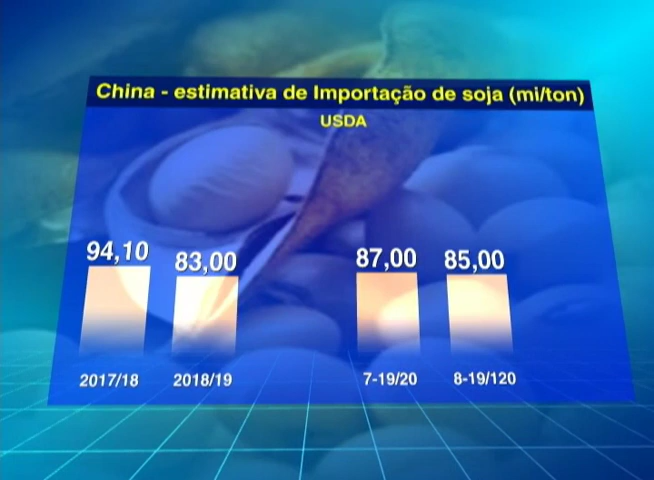 China - estimativa de Importação de soja (mi/ton)
USDA
94,10 83,00 87,00 85,00
2017/18 2018/19 7-19/20 8-19/120